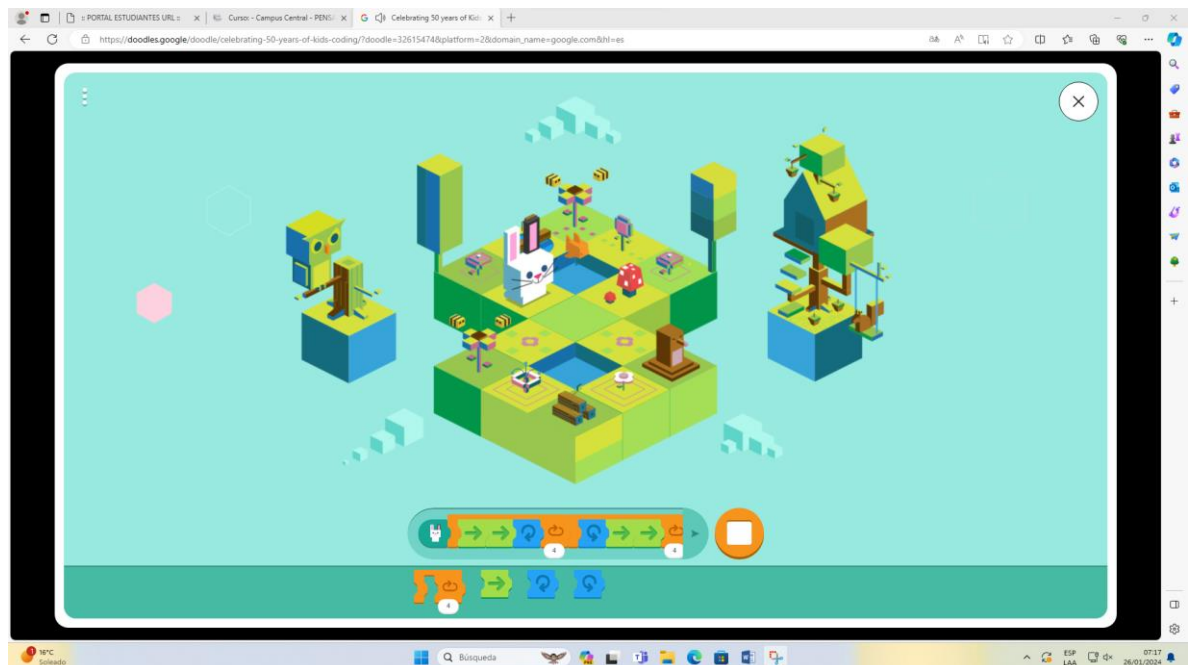 :: PORTAL ESTUDIANTES URL ::
Curso: - Campus Central - PENS
Celebrating 50 years of Kids
https://doodles.google/doodle/celebrating-50-years-of-kids-coding/?doodle=32615474&platform=2&domain_name=google.com&hl=es
4
4
4
1
16°C
Soleado
Búsqueda
ESP
LAA
07:17
26/01/2024